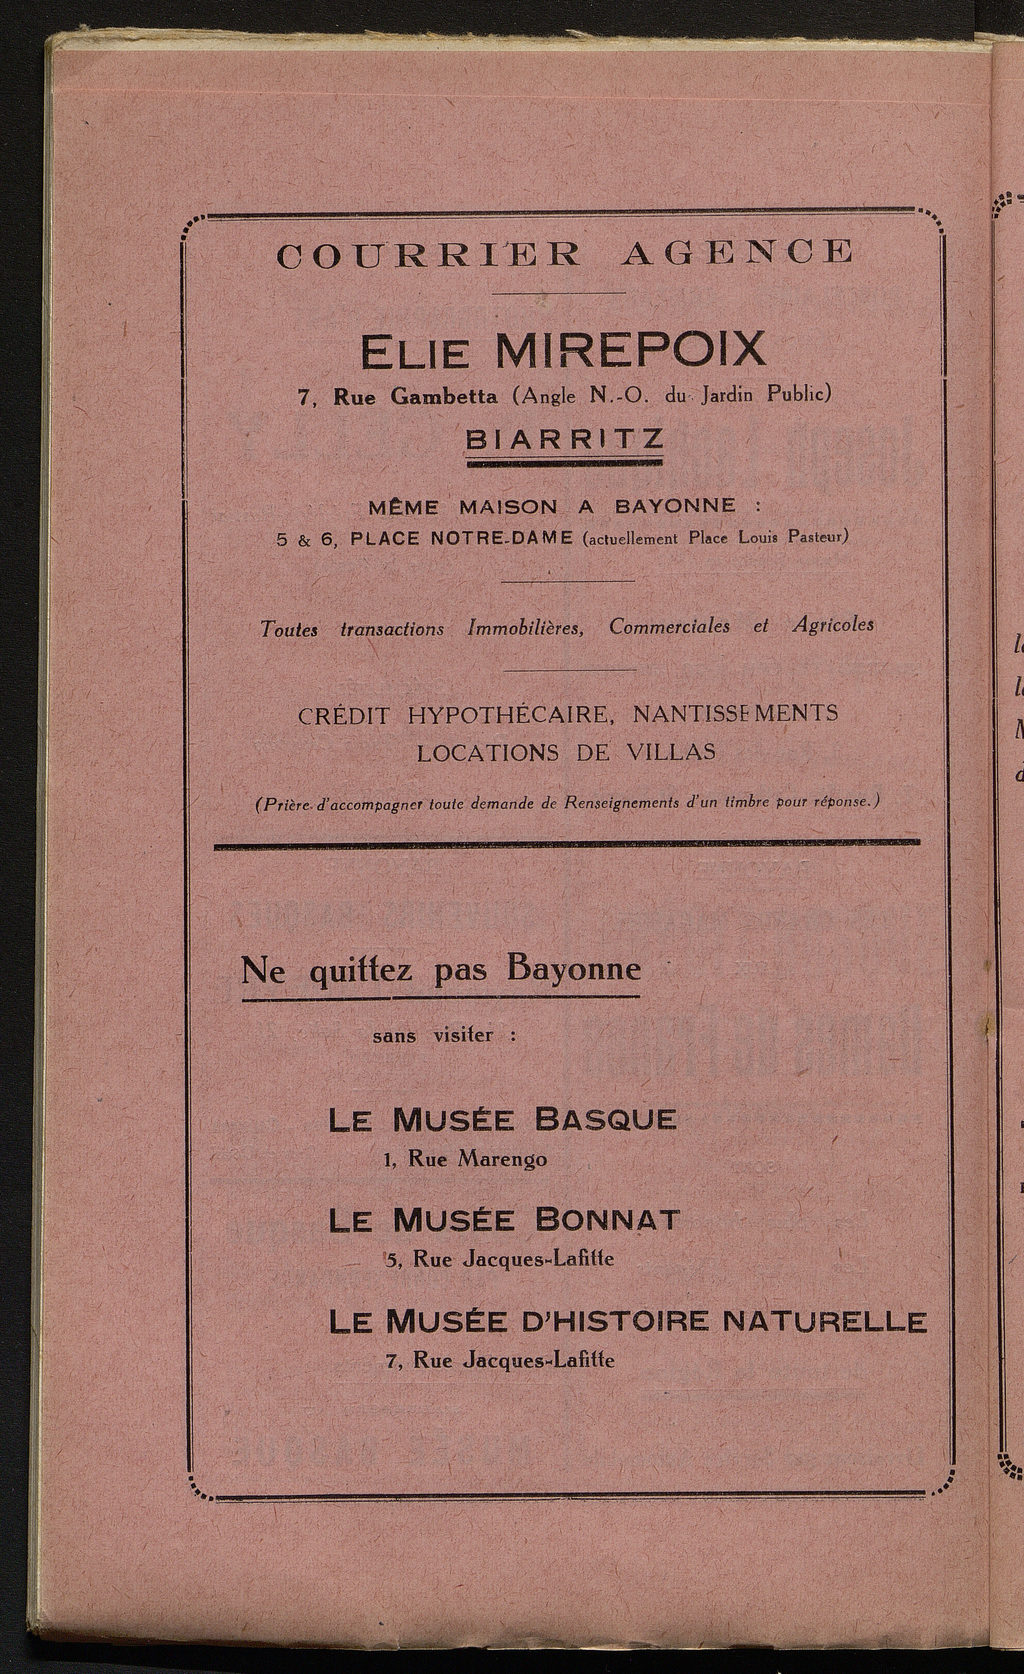 COURRIER AGENCE
ELIE MIREPOIX
7, Rue Gambetta (Angle N.-O. du Jardin Public)
BIARRITZ
MÊME MAISON A BAYONNE :
5 & 6, PLACE NOTRE-DAME (actuellement Place Louis Pasteur)
Toutes transactions Immobilières, Commerciales et Agricoles
CRÉDIT HYPOTHÉCAIRE, NANTISSEMENTS
LOCATIONS DE VILLAS
(Prière d'accompagner toute demande de Renseignements d'un timbre pour réponse.)
Ne quittez pas Bayonne
sans visiter :
LE MUSÉE BASQUE
1, Rue Marengo
LE MUSÉE BONNAT
5, Rue Jacques-Lafitte
LE MUSÉE D'HISTOIRE NATURELLE
7, Rue Jacques-Lafitte